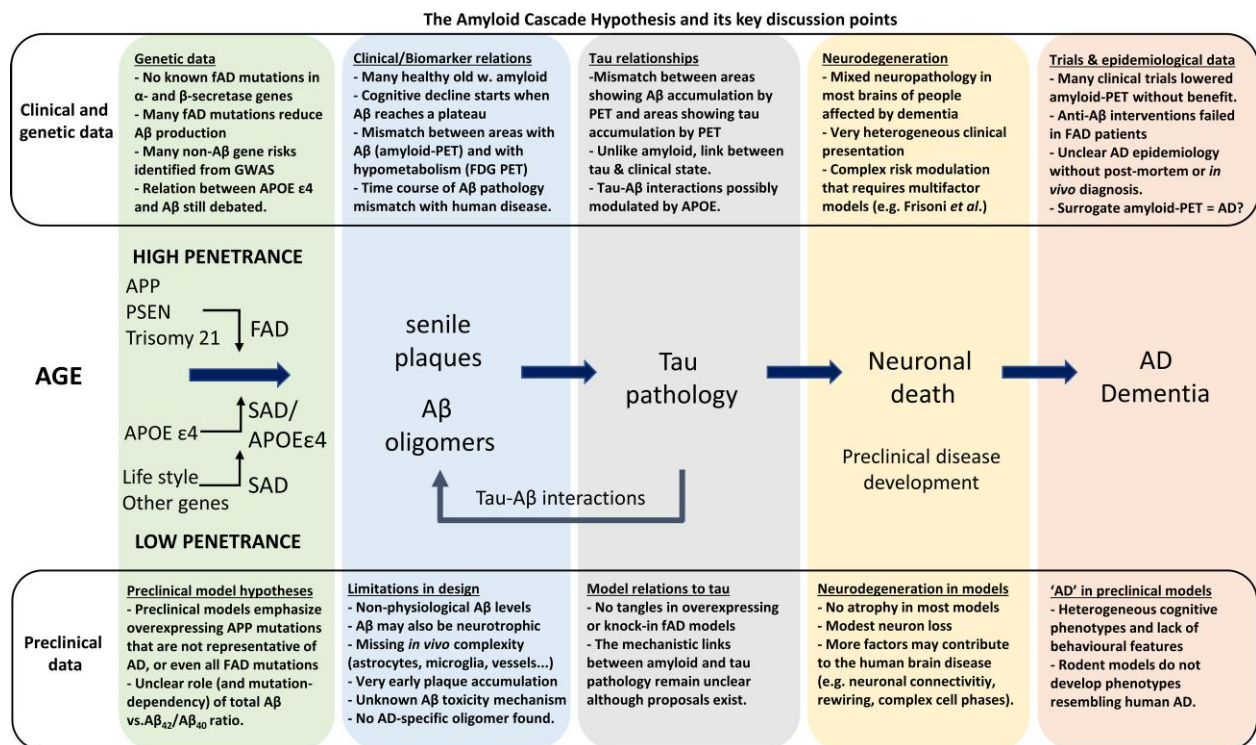 The Amyloid Cascade Hypothesis and its key discussion points
Clinical and
genetic data
Genetic data
- No known fAD mutations in
α- and β-secretase genes
- Many fAD mutations reduce
Aβ production
- Many non-Aβ gene risks
identified from GWAS
- Relation between APOE ε4
and Aβ still debated.
Clinical/Biomarker relations
- Many healthy old w. amyloid
- Cognitive decline starts when
Aβ reaches a plateau
- Mismatch between areas with
Aβ (amyloid-PET) and with
hypometabolism (FDG PET)
- Time course of Aβ pathology
mismatch with human disease.
Tau relationships
-Mismatch between areas
showing Aβ accumulation by
PET and areas showing tau
accumulation by PET
- Unlike amyloid, link between
tau & clinical state.
- Tau-Aβ interactions possibly
modulated by APOE.
Neurodegeneration
- Mixed neuropathology in
most brains of people
affected by dementia
- Very heterogeneous clinical
presentation
- Complex risk modulation
that requires multifactor
models (e.g. Frisoni et al.)
Trials & epidemiological data
- Many clinical trials lowered
amyloid-PET without benefit.
- Anti-Aβ interventions failed
in FAD patients
- Unclear AD epidemiology
without post-mortem or in
vivo diagnosis.
- Surrogate amyloid-PET = AD?
HIGH PENETRANCE
APP
PSEN
Trisomy 21
FAD
AGE
APOE ε4
SAD/
APOEε4
Life style
Other genes
SAD
LOW PENETRANCE
senile
plaques
Aβ
oligomers
Tau
pathology
Tau-Aβ interactions
Neuronal
death
Preclinical disease
development
AD
Dementia
Preclinical
data
Preclinical model hypotheses
- Preclinical models emphasize
overexpressing APP mutations
that are not representative of
AD, or even all FAD mutations
- Unclear role (and mutation-
dependency) of total Aβ
vs.Aβ42/Aβ40 ratio.
Limitations in design
- Non-physiological Aβ levels
- Aβ may also be neurotrophic
- Missing in vivo complexity
(astrocytes, microglia, vessels...)
- Very early plaque accumulation
- Unknown Aβ toxicity mechanism
- No AD-specific oligomer found.
Model relations to tau
- No tangles in overexpressing
or knock-in fAD models
- The mechanistic links
between amyloid and tau
pathology remain unclear
although proposals exist.
Neurodegeneration in models
- No atrophy in most models
- Modest neuron loss
- More factors may contribute
to the human brain disease
(e.g. neuronal connectivitiy,
rewiring, complex cell phases).
'AD' in preclinical models
- Heterogeneous cognitive
phenotypes and lack of
behavioural features
- Rodent models do not
develop phenotypes
resembling human AD.